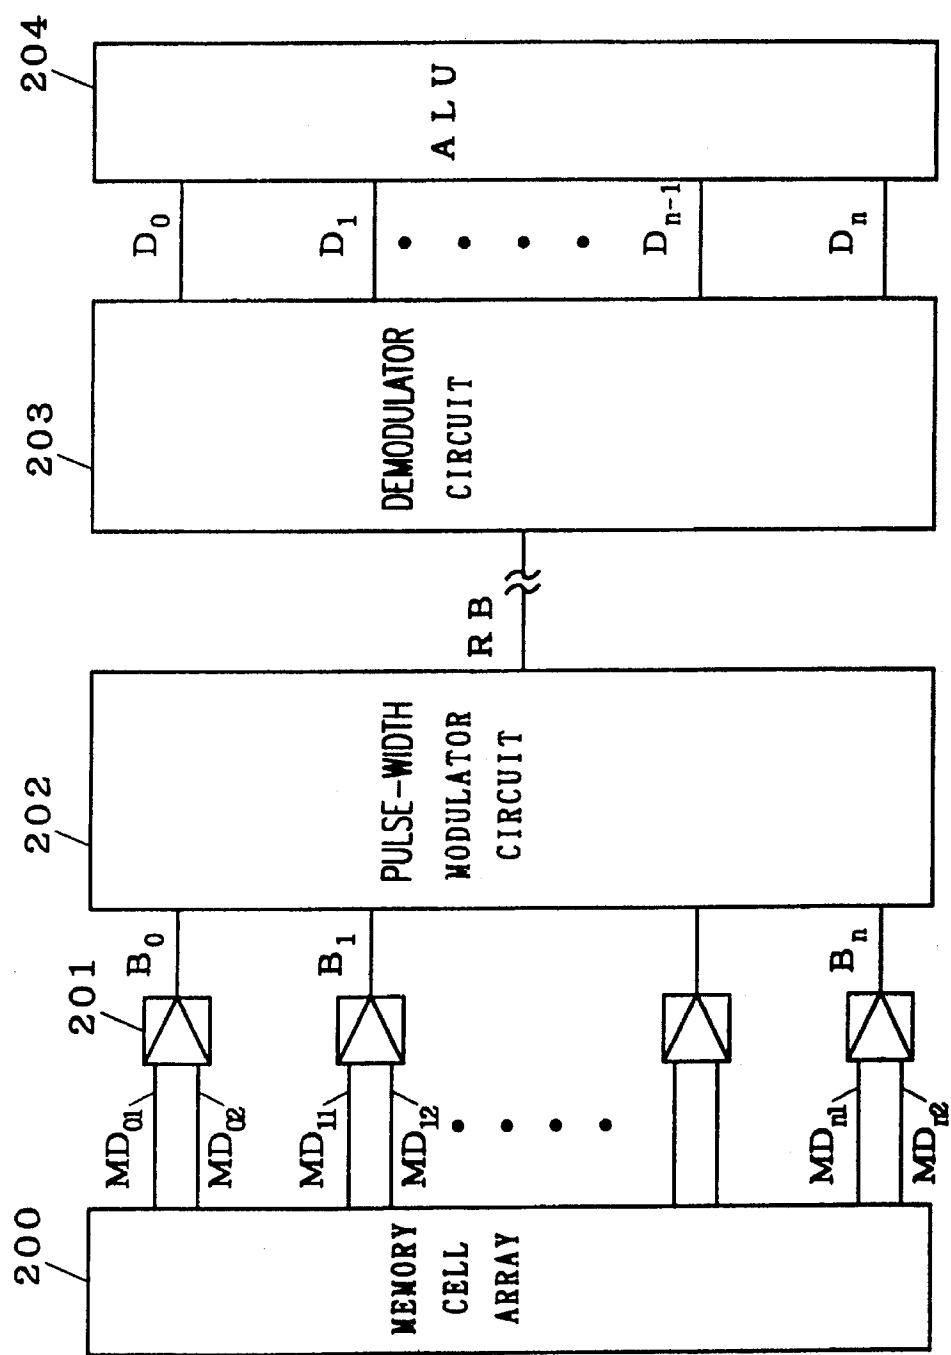 200
MEMORY
CELL
ARRAY
MD01
MD02
MD11
MD12
MDn1
MDn2
201
B0
B1
Bn
202
PULSE-WIDTH
MODULATOR
CIRCUIT
RB
203
DEMODULATOR
CIRCUIT
D0
D1
Dn-1
Dn
204
ALU